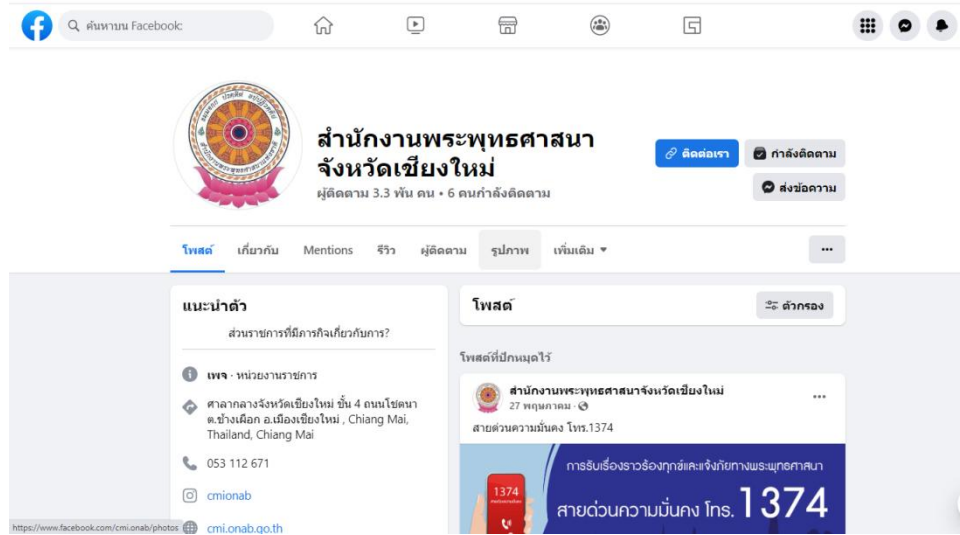 ค้นหาบน Facebook
สำนักงานพระพุทธศาสนา
จังหวัดเชียงใหม่
ผู้ติดตาม 3.3 พัน คน • 6 คนกำลังติดตาม
ติดต่อเรา
กำลังติดตาม
ส่งข้อความ
โพสต์ เกี่ยวกับ Mentions รีวิว ผู้ติดตาม รูปภาพ เพิ่มเติม
แนะนำตัว
ส่วนราชการที่มีภารกิจเกี่ยวกับการ?
เพจ · หน่วยงานราชการ
ศาลากลางจังหวัดเชียงใหม่ ชั้น 4 ถนนโชตนา
ต.ช้างเผือก อ.เมืองเชียงใหม่ , Chiang Mai,
Thailand, Chiang Mai
053 112 671
cmionab
cmi.onab.go.th
https://www.facebook.com/cmi.onab/photos
โพสต์
ตัวกรอง
โพสต์ที่ปักหมุดไว้
สำนักงานพระพุทธศาสนาจังหวัดเชียงใหม่
27 พฤษภาคม ·
สายด่วนความมั่นคง โทร.1374
การรับเรื่องราวร้องทุกข์และแจ้งภัยทางพระพุทธศาสนา
1374
สายด่วนความมั่นคง โทร. 1374